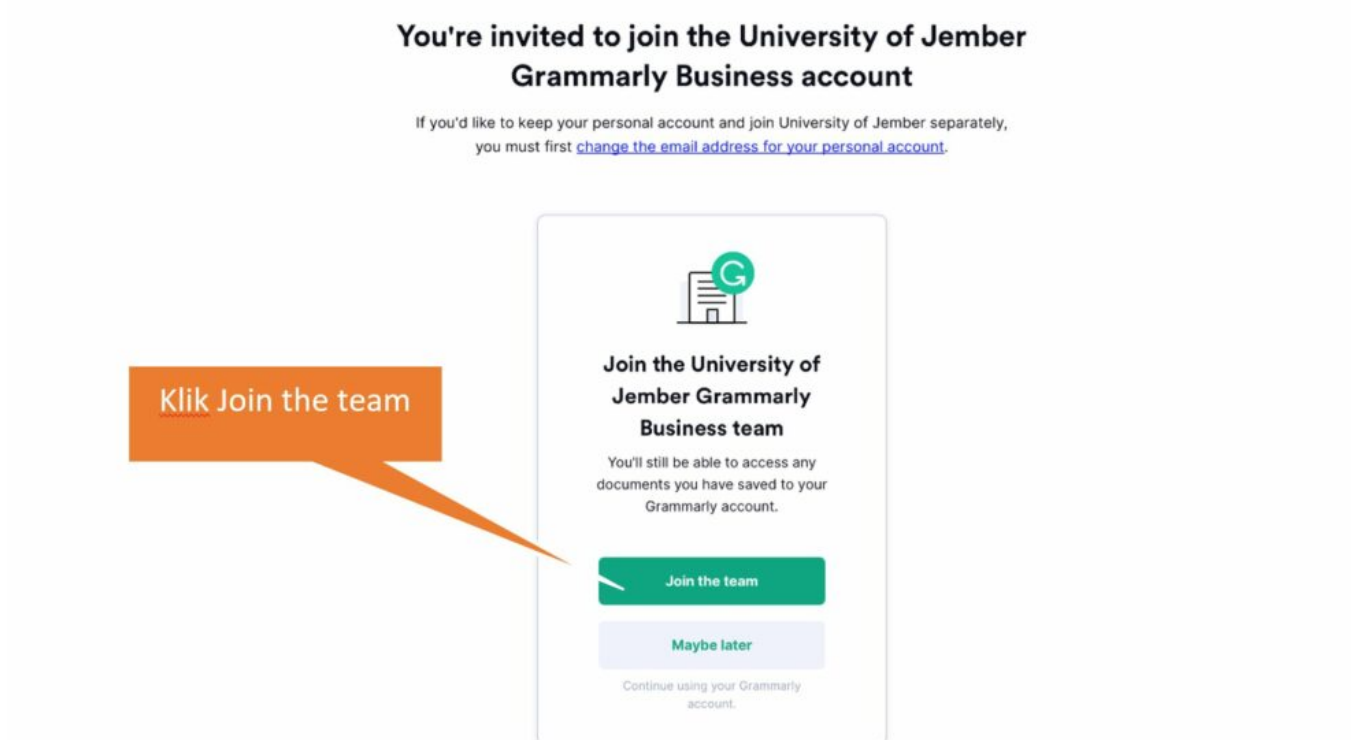 You're invited to join the University of Jember
Grammarly Business account
If you'd like to keep your personal account and join University of Jember separately,
you must first change the email address for your personal account.
G
Join the University of
Jember Grammarly
Business team
Klik Join the team
You'll still be able to access any
documents you have saved to your
Grammarly account.
Join the team
Maybe later
Continue using your Grammarly
account.